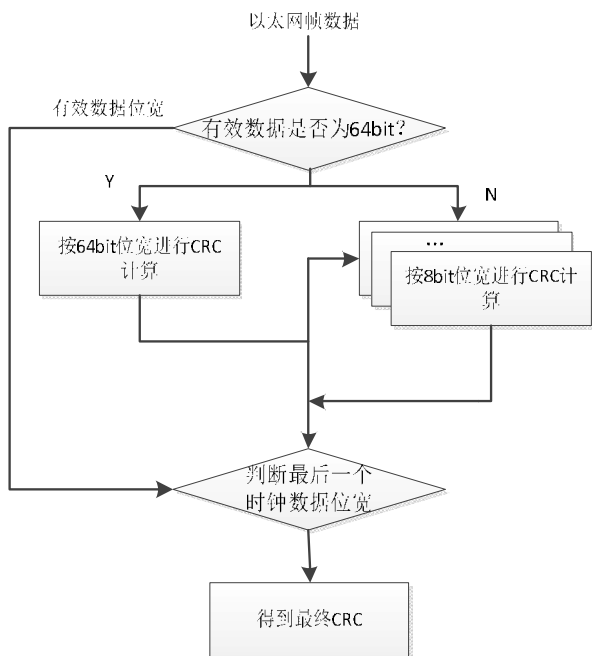 以太网帧数据
有效数据位宽
有效数据是否为64bit？
Y
N
按64bit位宽进行CRC
计算
...
按8bit位宽进行CRC计
算
判断最后一个
时钟数据位宽
得到最终CRC